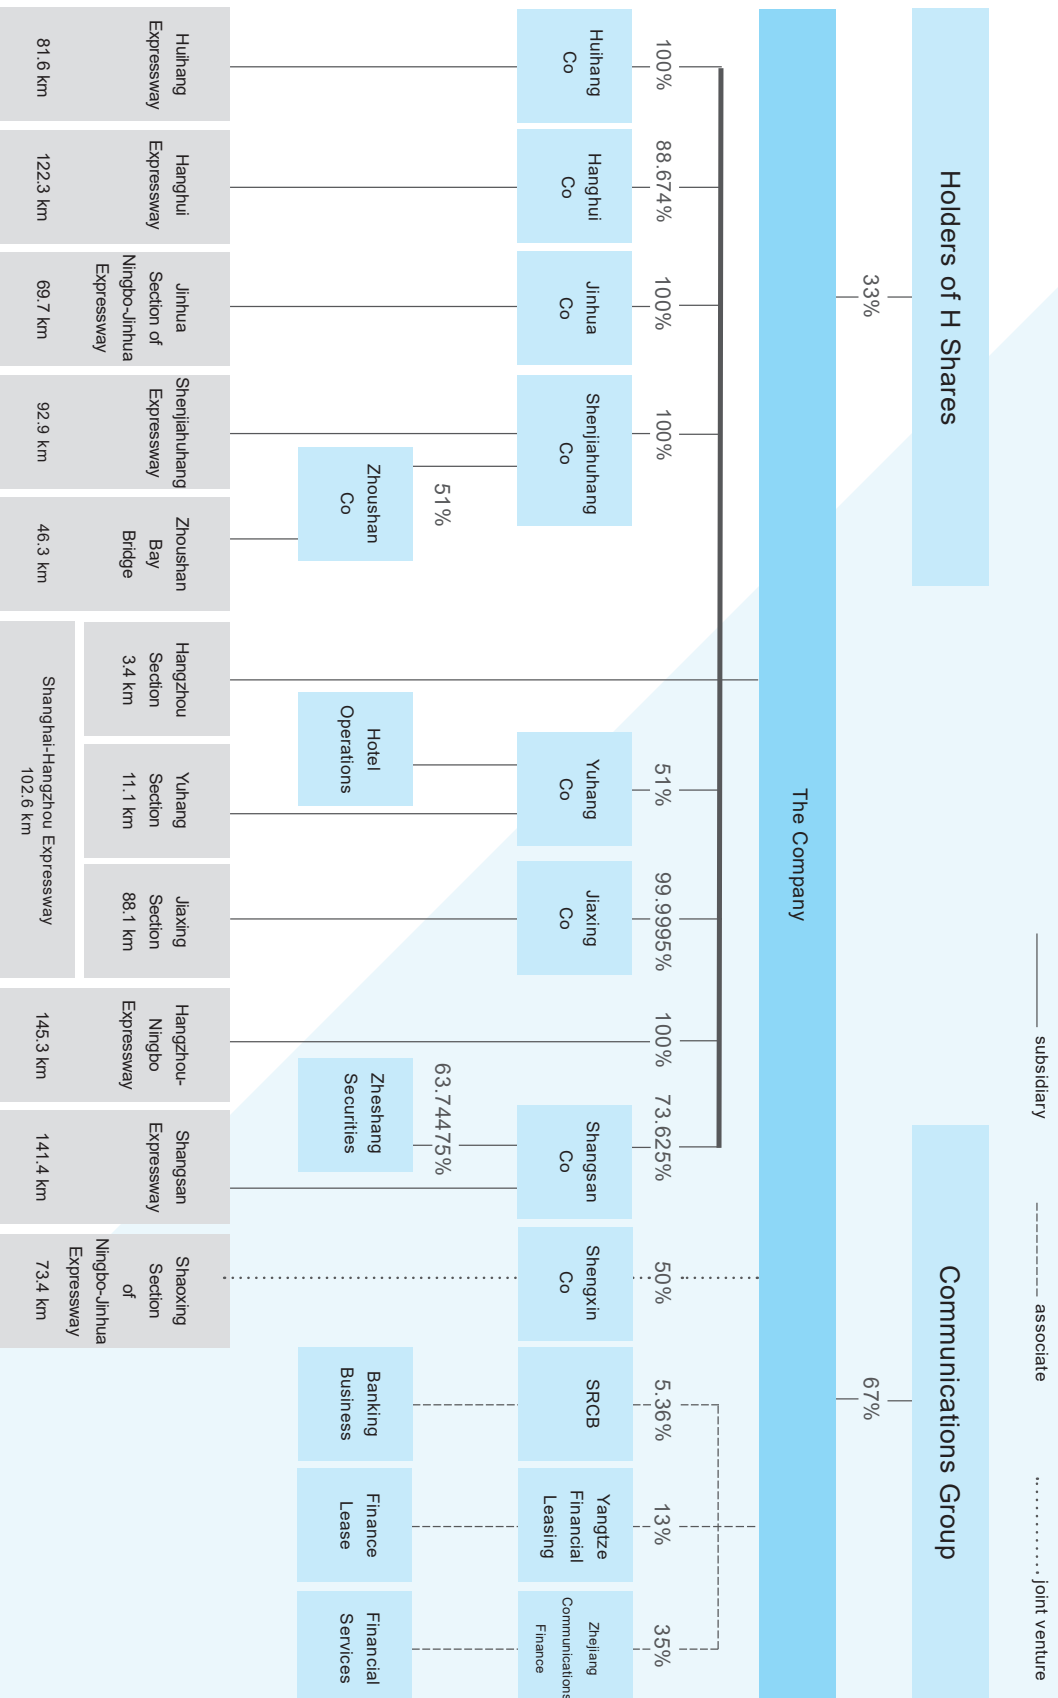 subsidiary
associate
joint venture
Holders of H Shares
Communications Group
33%
67%
The Company
100%
88.674%
100%
100%
51%
99.9995%
100%
73.625%
50%
5.36%
13%
35%
Huihang
Co
Hanghui
Co
Jinhua
Co
Shenjiahuhang
Co
Yuhang
Co
Jiaxing
Co
Shangsan
Co
Shengxin
Co
SRCB
Yangtze
Financial
Leasing
Zhejiang
Communications
Finance
51%
63.74475%
Zhoushan
Co
Hotel
Operations
Zheshang
Securities
Banking
Business
Finance
Lease
Financial
Services
Huihang
Expressway
81.6 km
Hanghui
Expressway
122.3 km
Jinhua
Section of
Ningbo-Jinhua
Expressway
69.7 km
Shenjiahuhang
Expressway
92.9 km
Zhoushan
Bay
Bridge
46.3 km
Hangzhou
Section
3.4 km
Yuhang
Section
11.1 km
Jiaxing
Section
88.1 km
Shanghai-Hangzhou Expressway
102.6 km
Hangzhou-
Ningbo
Expressway
145.3 km
Shangsan
Expressway
141.4 km
Shaoxing
Section
of
Ningbo-Jinhua
Expressway
73.4 km